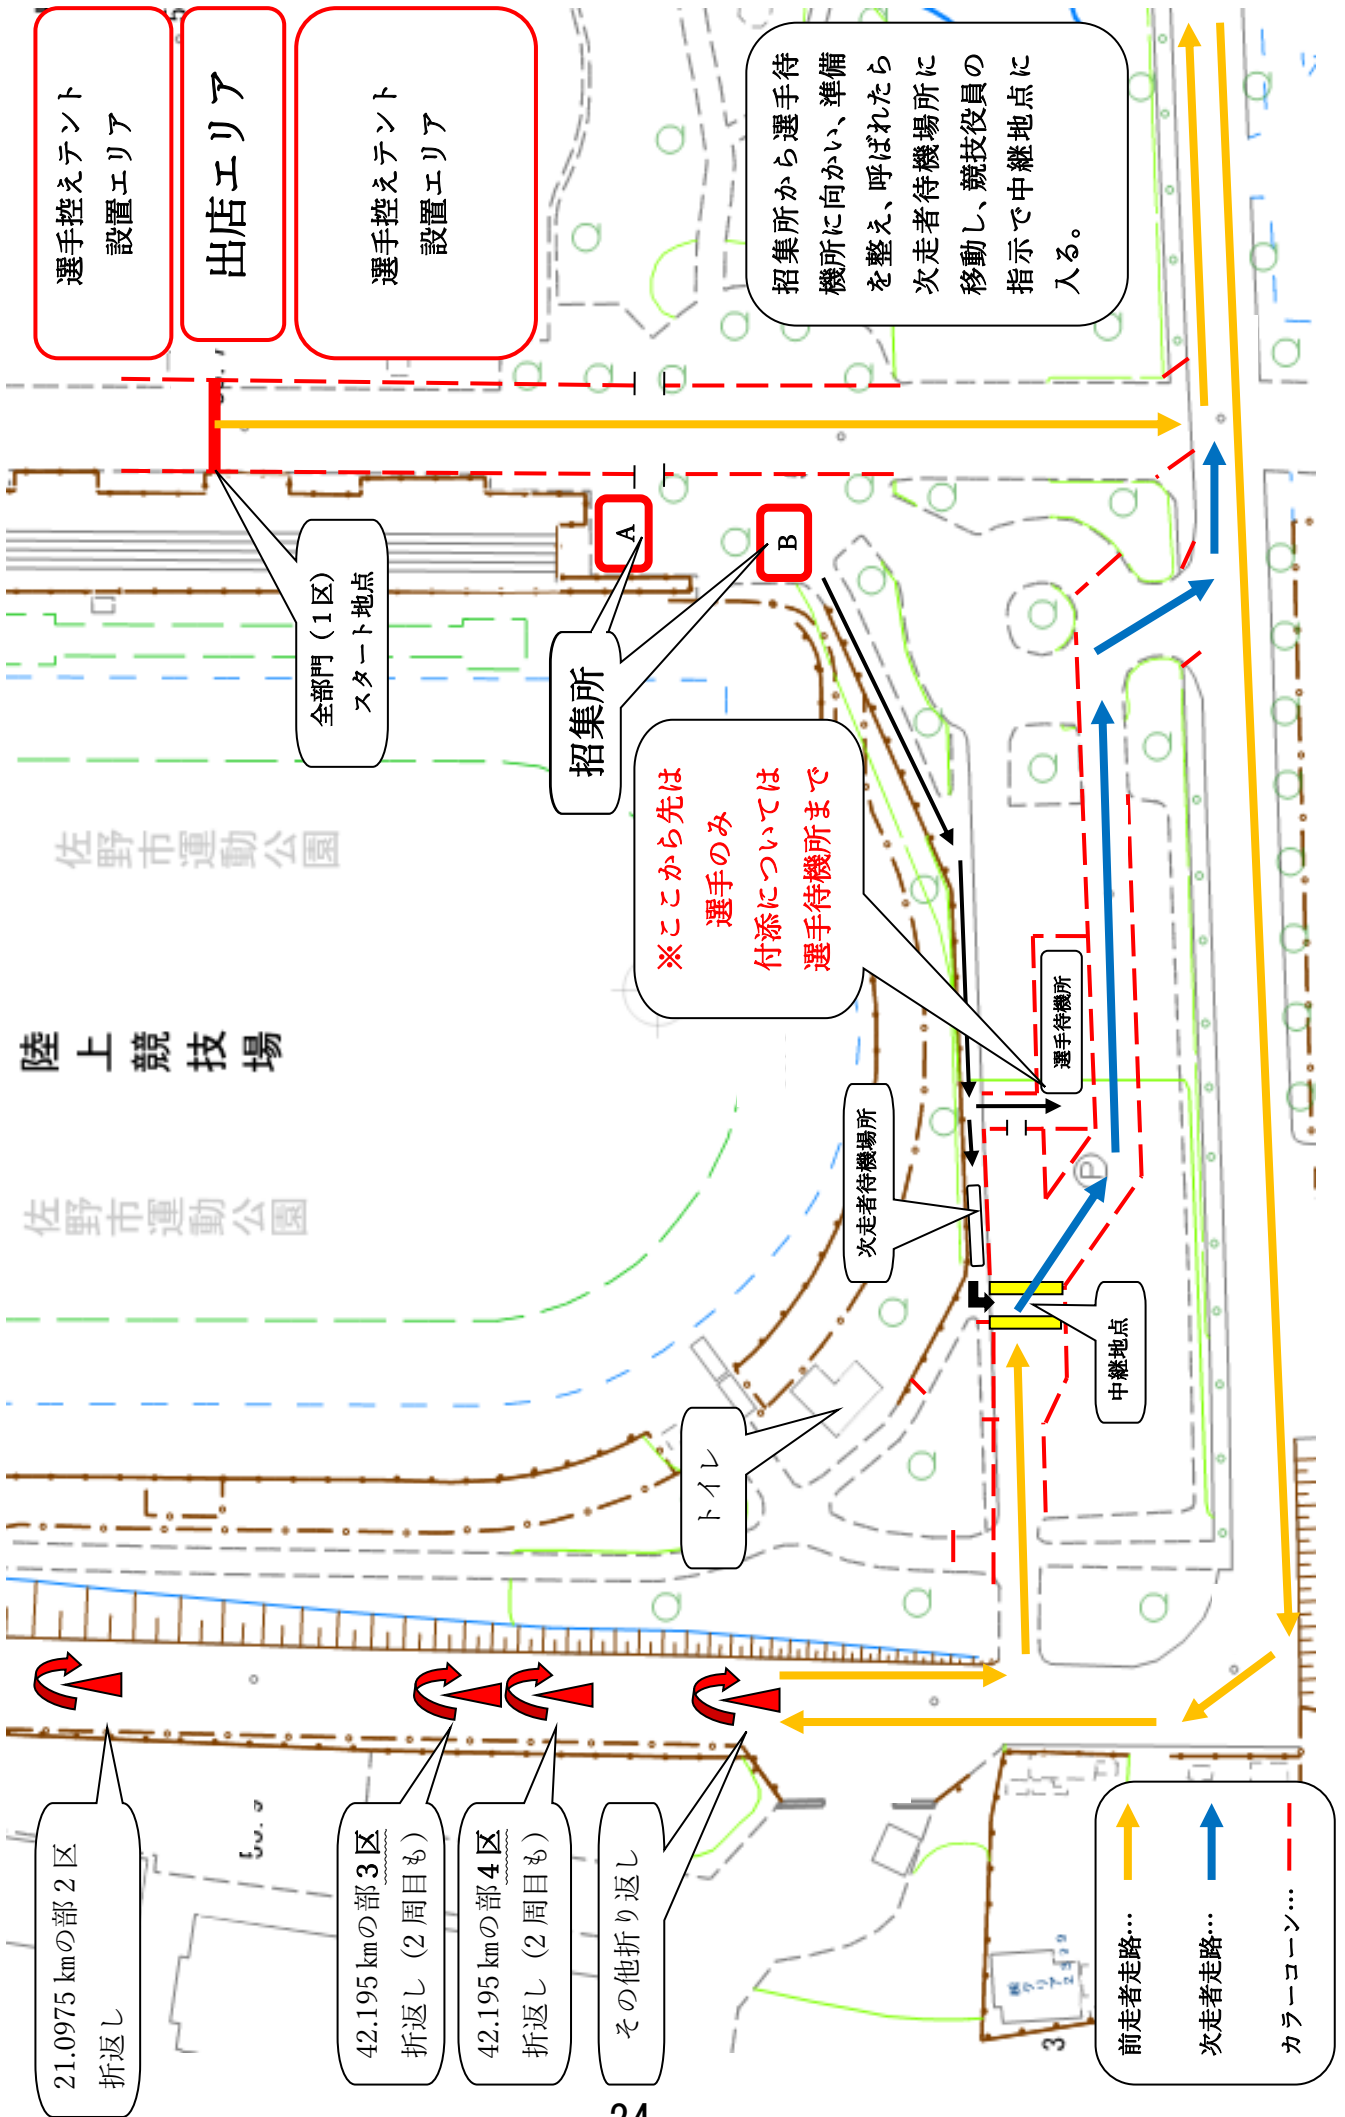 21.0975㎞の部2区
折返し
42.195㎞の部3区
折返し（2周目も）
42.195㎞の部4区
折返し（2周目も）
その他折り返し
前走者走路…
次走者走路…
カラーコーン…
トイレ
中継地点
次走者待機場所
選手待機所
陸上競技場
佐野市運動公園
佐野市運動公園
※ここから先は
選手のみ
付添については
選手待機所まで
招集所
A
B
全部門（1区）
スタート地点
選手控えテント
設置エリア
出店エリア
選手控えテント
設置エリア
招集所から選手待
機所に向かい、準備
を整え、呼ばれたら
次走者待機場所に
移動し、競技役員の
指示で中継地点に
入る。
P
3